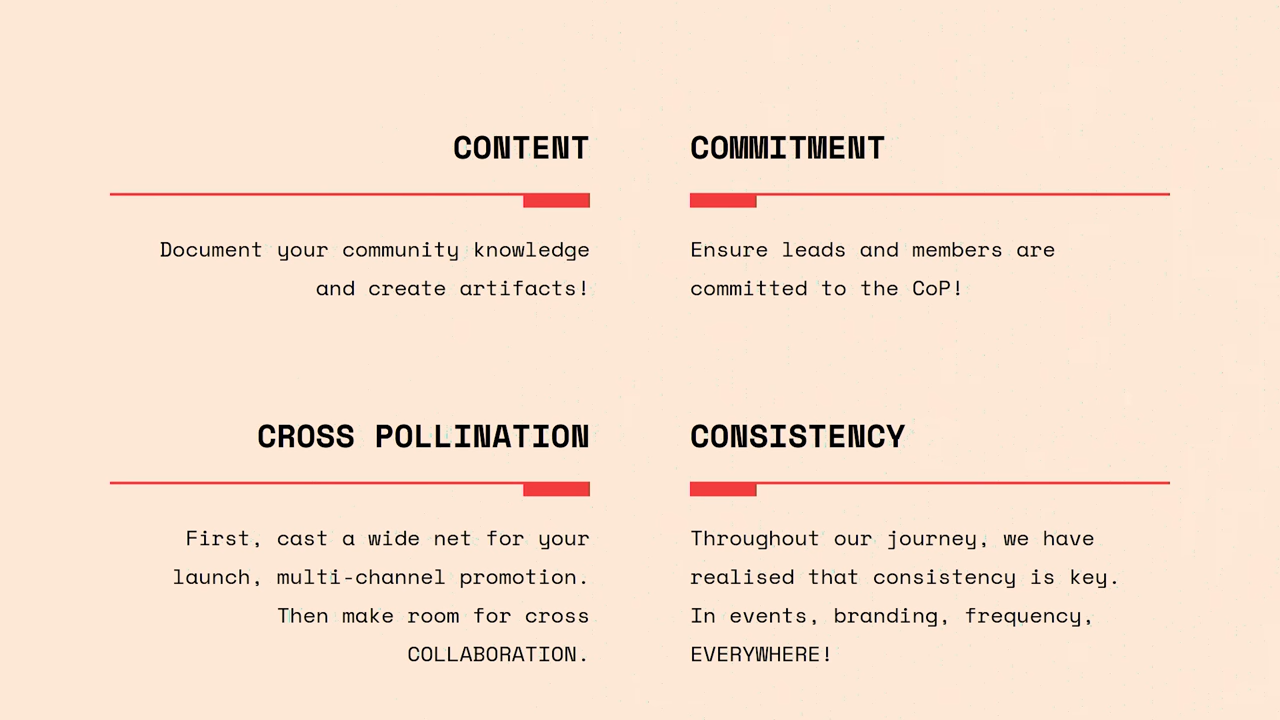 CONTENT
Document your community knowledge
and create artifacts!
COMMITMENT
Ensure leads and members are
committed to the CoP!
CROSS POLLINATION
First, cast a wide net for your
launch, multi-channel promotion.
Then make room for cross
COLLABORATION.
CONSISTENCY
Throughout our journey, we have
realised that consistency is key.
In events, branding, frequency,
EVERYWHERE!